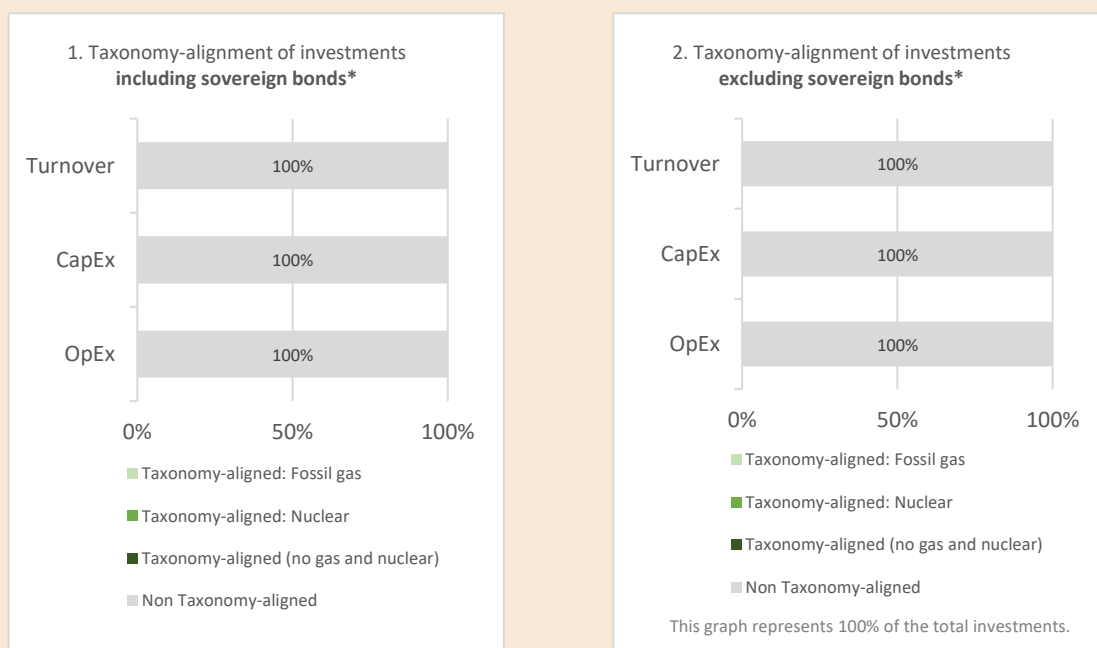 1. Taxonomy-alignment of investments
including sovereign bonds*
Turnover
100%
CapEx
100%
OpEx
100%
0%
50%
100%
Taxonomy-aligned: Fossil gas
Taxonomy-aligned: Nuclear
Taxonomy-aligned (no gas and nuclear)
Non Taxonomy-aligned
2. Taxonomy-alignment of investments
excluding sovereign bonds*
Turnover
100%
CapEx
100%
OpEx
100%
0%
50%
100%
Taxonomy-aligned: Fossil gas
Taxonomy-aligned: Nuclear
Taxonomy-aligned (no gas and nuclear)
Non Taxonomy-aligned
This graph represents 100% of the total investments.